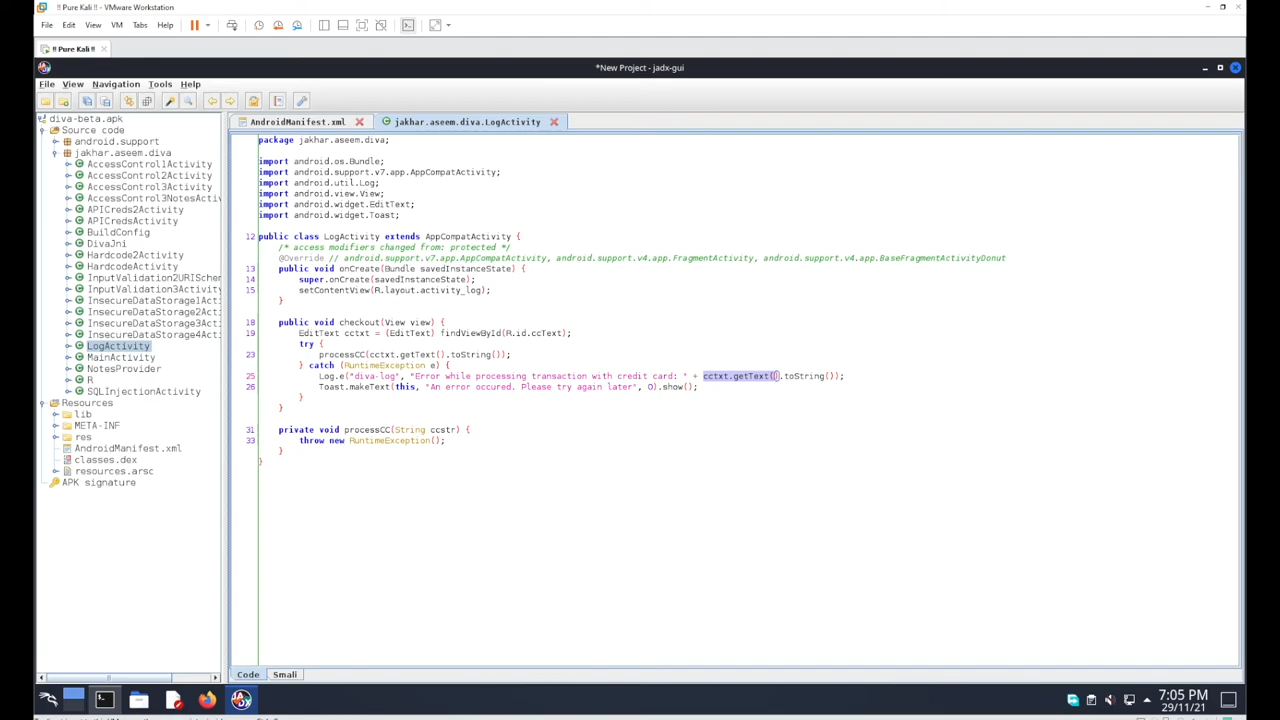 !! Pure Kali !! - VMware Workstation
File Edit View VM Tabs Help
!! Pure Kali !!
*New Project - jadx-gui
File View Navigation Tools Help
diva-beta.apk
Source code
android.support
jakhar.aseem.diva
AccessControl1Activity
AccessControl2Activity
AccessControl3Activity
AccessControl3NotesActiv
APICreds2Activity
APICredsActivity
BuildConfig
DivaJni
Hardcode2Activity
HardcodeActivity
InputValidation2URISchem
InputValidation3Activity
InsecureDataStorage1Acti
InsecureDataStorage2Acti
InsecureDataStorage3Acti
InsecureDataStorage4Acti
LogActivity
MainActivity
NotesProvider
R
SQLInjectionActivity
Resources
lib
META-INF
res
AndroidManifest.xml
classes.dex
resources.arsc
APK signature
AndroidManifest.xml
jakhar.aseem.diva.LogActivity
package jakhar.aseem.diva;
import android.os.Bundle;
import android.support.v7.app.AppCompatActivity;
import android.util.Log;
import android.view.View;
import android.widget.EditText;
import android.widget.Toast;
12 public class LogActivity extends AppCompatActivity {
/* access modifiers changed from: protected */
@Override // android.support.v7.app.AppCompatActivity, android.support.v4.app.FragmentActivity, android.support.v4.app.BaseFragmentActivityDonut
13 public void onCreate(Bundle savedInstanceState) {
14 super.onCreate(savedInstanceState);
15 setContentView(R.layout.activity_log);
}
18 public void checkout(View view) {
19 EditText cctxt = (EditText) findViewById(R.id.ccText);
try {
23 processCC(cctxt.getText().toString());
} catch (RuntimeException e) {
25 Log.e("diva-log", "Error while processing transaction with credit card: " + cctxt.getText().toString());
26 Toast.makeText(this, "An error occured. Please try again later", 0).show();
}
}
31 private void processCC(String ccstr) {
33 throw new RuntimeException();
}
}
Code Smali
7:05 PM
29/11/21